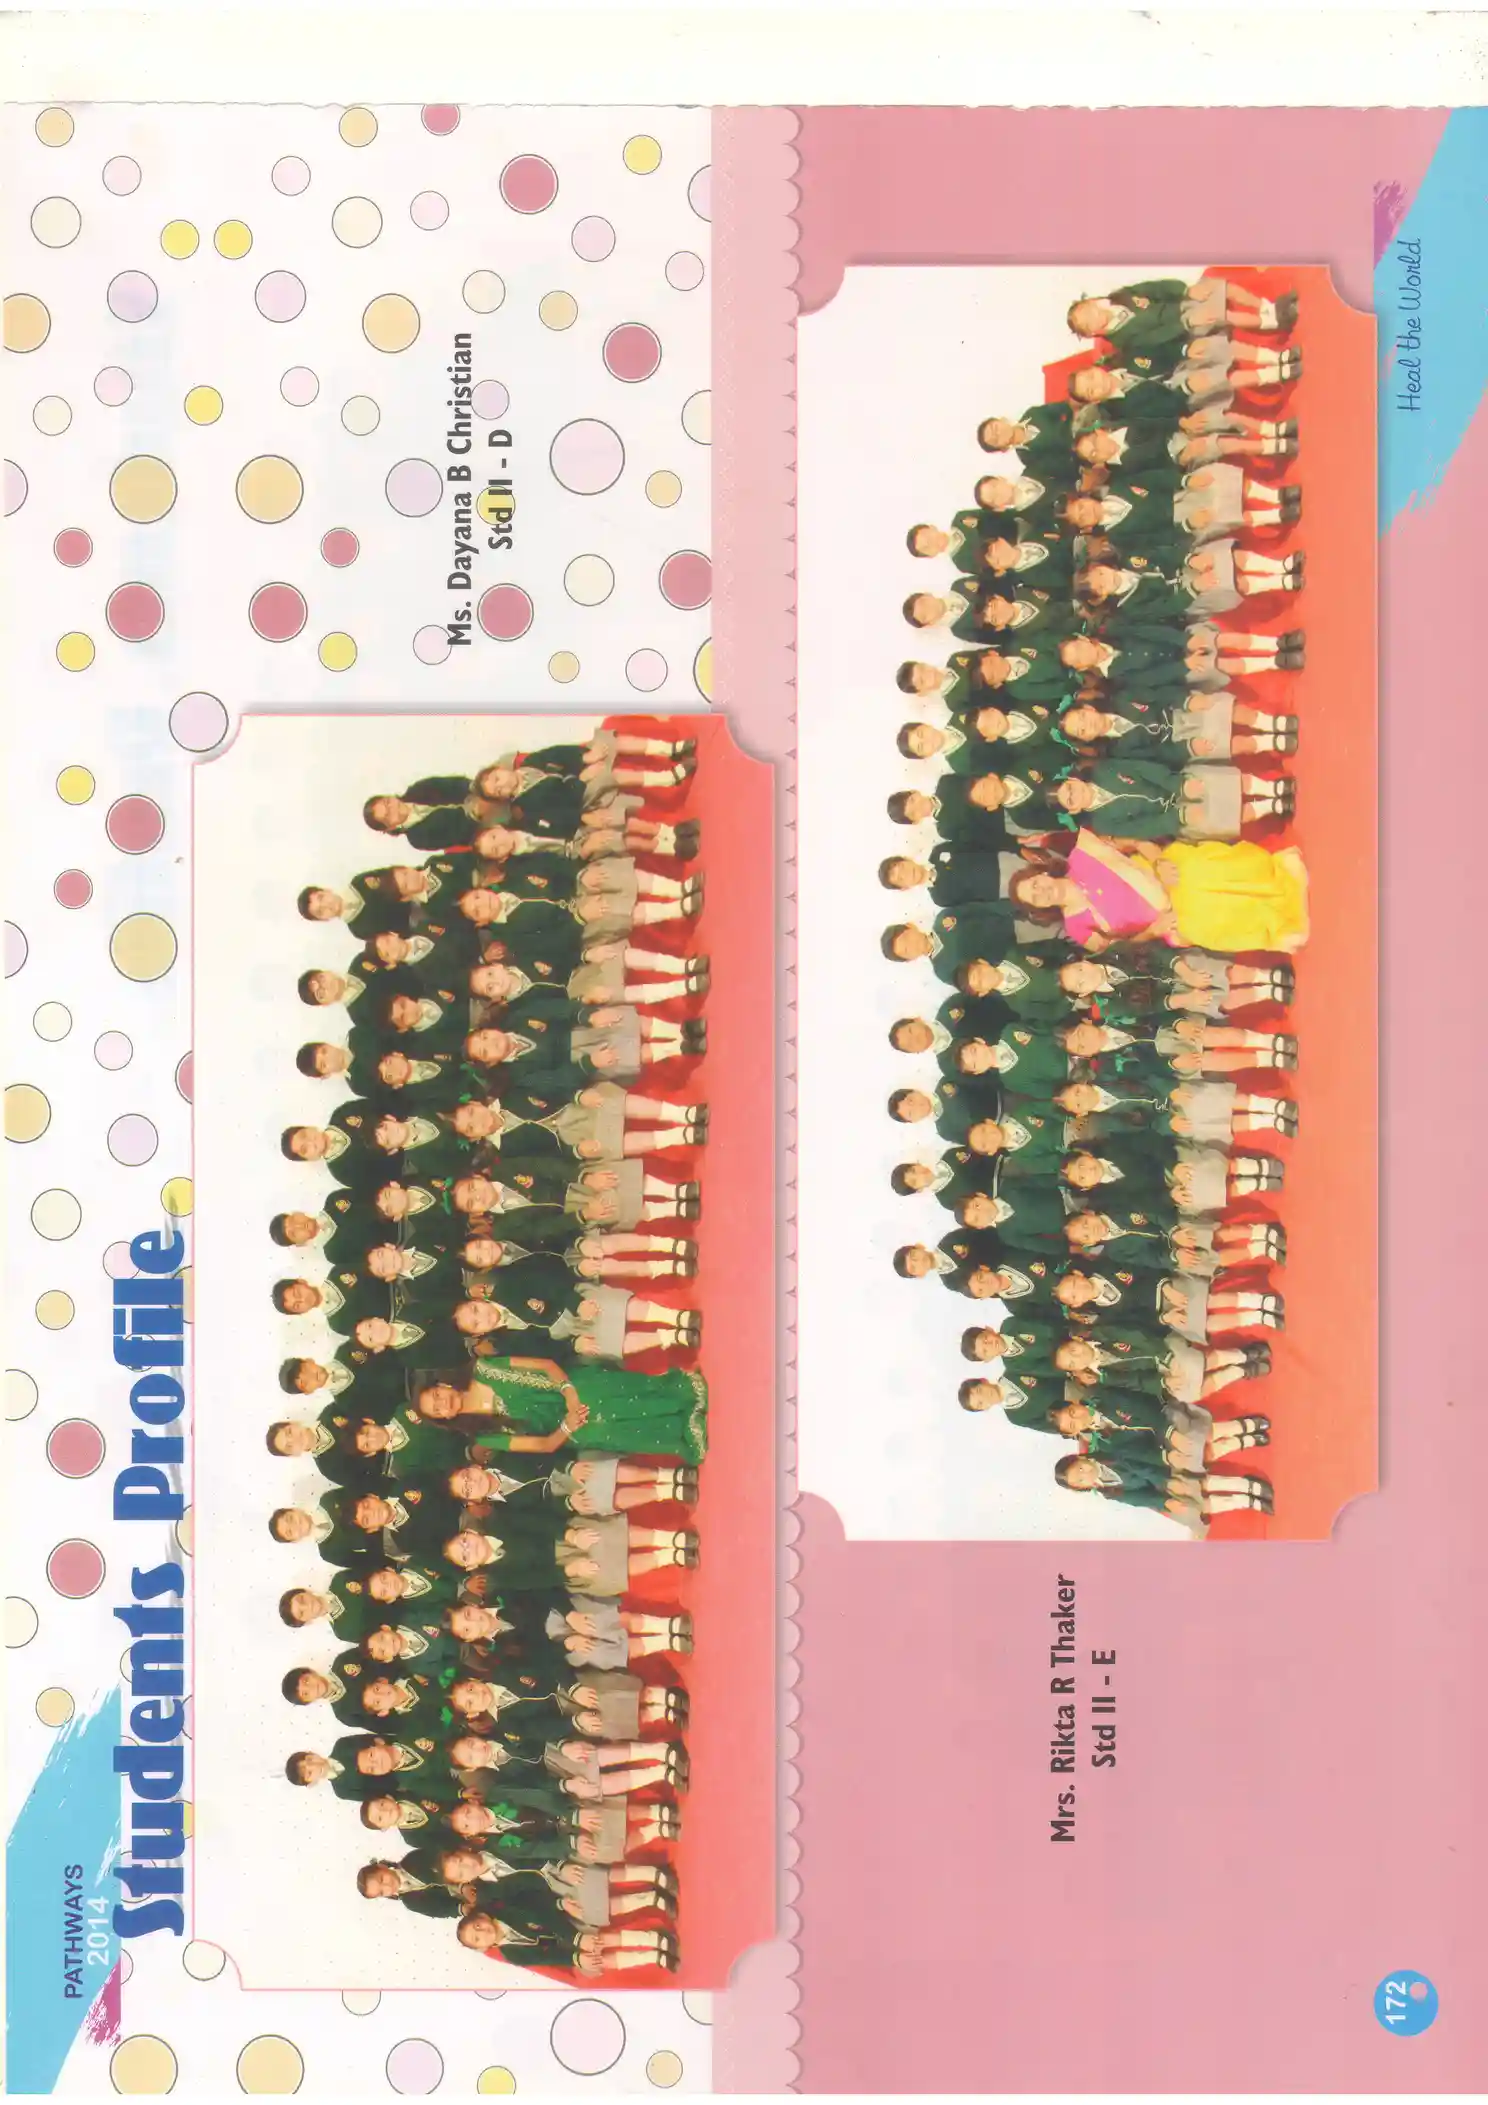 PATHWAYS
2014
Students Profile
Ms. Dayana B Christian
Std II - D
Mrs. Rikta R Thaker
Std II - E
172
Heal the World